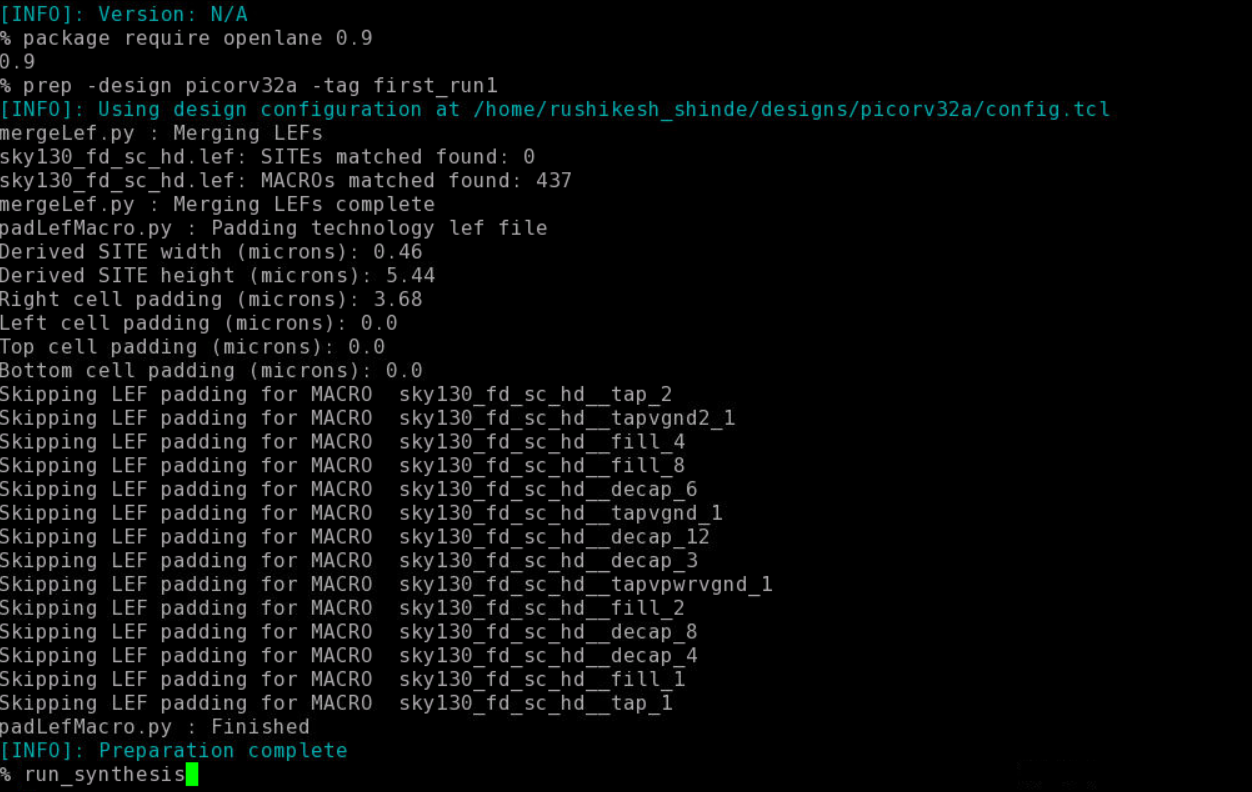 [INFO]: Version: N/A
% package require openlane 0.9
0.9
% prep -design picorv32a -tag first_run1
[INFO]: Using design configuration at /home/rushikesh_shinde/designs/picorv32a/config.tcl
mergeLef.py : Merging LEFs
sky130_fd_sc_hd.lef: SITEs matched found: 0
sky130_fd_sc_hd.lef: MACROs matched found: 437
mergeLef.py : Merging LEFs complete
padLefMacro.py : Padding technology lef file
Derived SITE width (microns): 0.46
Derived SITE height (microns): 5.44
Right cell padding (microns): 3.68
Left cell padding (microns): 0.0
Top cell padding (microns): 0.0
Bottom cell padding (microns): 0.0
Skipping LEF padding for MACRO  sky130_fd_sc_hd__tap_2
Skipping LEF padding for MACRO  sky130_fd_sc_hd__tapvgnd2_1
Skipping LEF padding for MACRO  sky130_fd_sc_hd__fill_4
Skipping LEF padding for MACRO  sky130_fd_sc_hd__fill_8
Skipping LEF padding for MACRO  sky130_fd_sc_hd__decap_6
Skipping LEF padding for MACRO  sky130_fd_sc_hd__tapvgnd_1
Skipping LEF padding for MACRO  sky130_fd_sc_hd__decap_12
Skipping LEF padding for MACRO  sky130_fd_sc_hd__decap_3
Skipping LEF padding for MACRO  sky130_fd_sc_hd__tapvpwrvgnd_1
Skipping LEF padding for MACRO  sky130_fd_sc_hd__fill_2
Skipping LEF padding for MACRO  sky130_fd_sc_hd__decap_8
Skipping LEF padding for MACRO  sky130_fd_sc_hd__decap_4
Skipping LEF padding for MACRO  sky130_fd_sc_hd__fill_1
Skipping LEF padding for MACRO  sky130_fd_sc_hd__tap_1
padLefMacro.py : Finished
[INFO]: Preparation complete
% run_synthesis